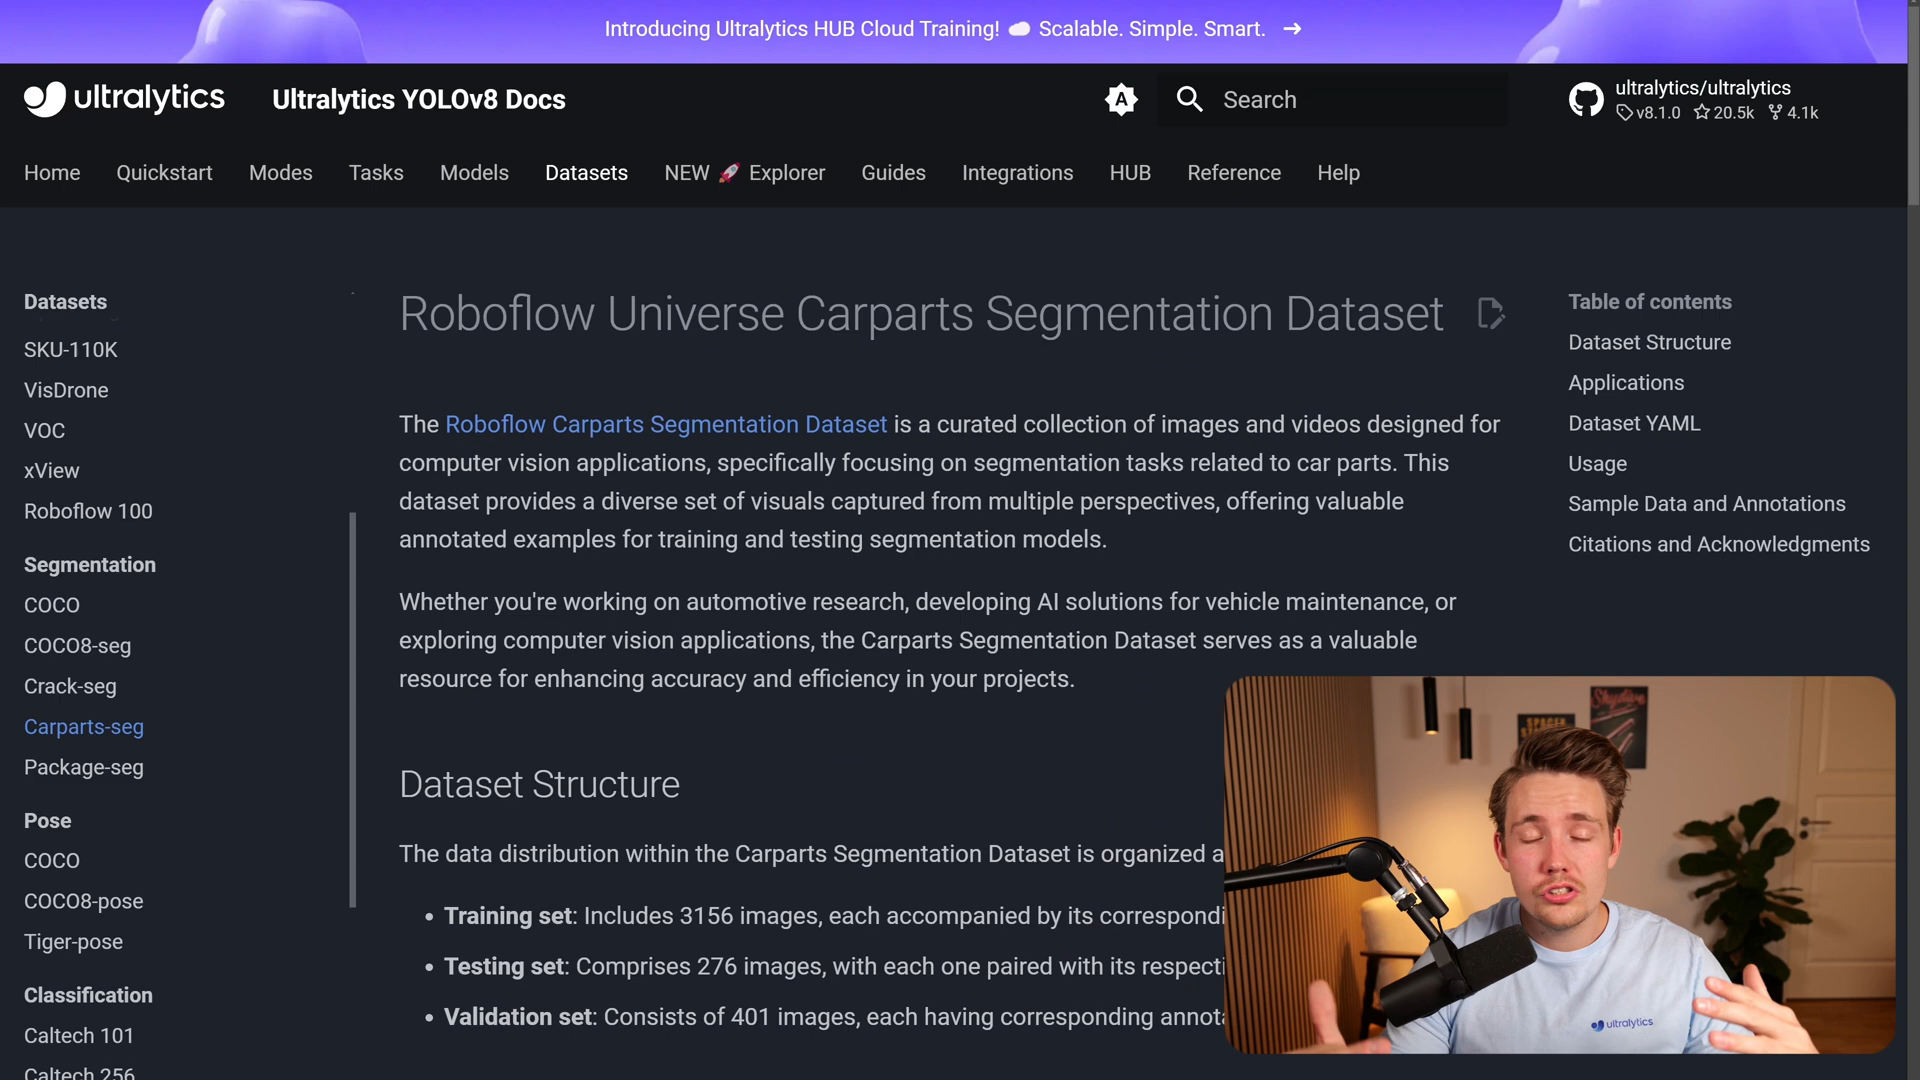 Introducing Ultralytics HUB Cloud Training! ☁ Scalable. Simple. Smart. →
ultralytics
Ultralytics YOLOv8 Docs
A
Search
ultralytics/ultralytics
v8.1.0 20.5k 4.1k
Home Quickstart Modes Tasks Models Datasets NEW 🚀 Explorer Guides Integrations HUB Reference Help
Datasets
SKU-110K
VisDrone
VOC
xView
Roboflow 100
Segmentation
COCO
COCO8-seg
Crack-seg
Carparts-seg
Package-seg
Pose
COCO
COCO8-pose
Tiger-pose
Classification
Caltech 101
Caltech 256
Roboflow Universe Carparts Segmentation Dataset
The Roboflow Carparts Segmentation Dataset is a curated collection of images and videos designed for
computer vision applications, specifically focusing on segmentation tasks related to car parts. This
dataset provides a diverse set of visuals captured from multiple perspectives, offering valuable
annotated examples for training and testing segmentation models.
Whether you're working on automotive research, developing AI solutions for vehicle maintenance, or
exploring computer vision applications, the Carparts Segmentation Dataset serves as a valuable
resource for enhancing accuracy and efficiency in your projects.
Dataset Structure
The data distribution within the Carparts Segmentation Dataset is organized a
• Training set: Includes 3156 images, each accompanied by its correspondi
• Testing set: Comprises 276 images, with each one paired with its respecti
• Validation set: Consists of 401 images, each having corresponding annota
Table of contents
Dataset Structure
Applications
Dataset YAML
Usage
Sample Data and Annotations
Citations and Acknowledgments
Skydive
ultralytics